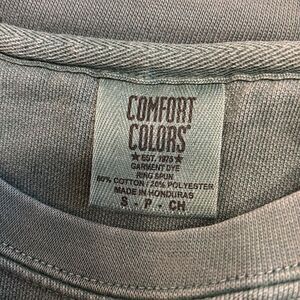 COMFORT
COLORS®
★ EST. 1975 ★
GARMENT DYE
RING SPUN
80% COTTON / 20% POLYESTER
MADE IN HONDURAS
S - P - CH